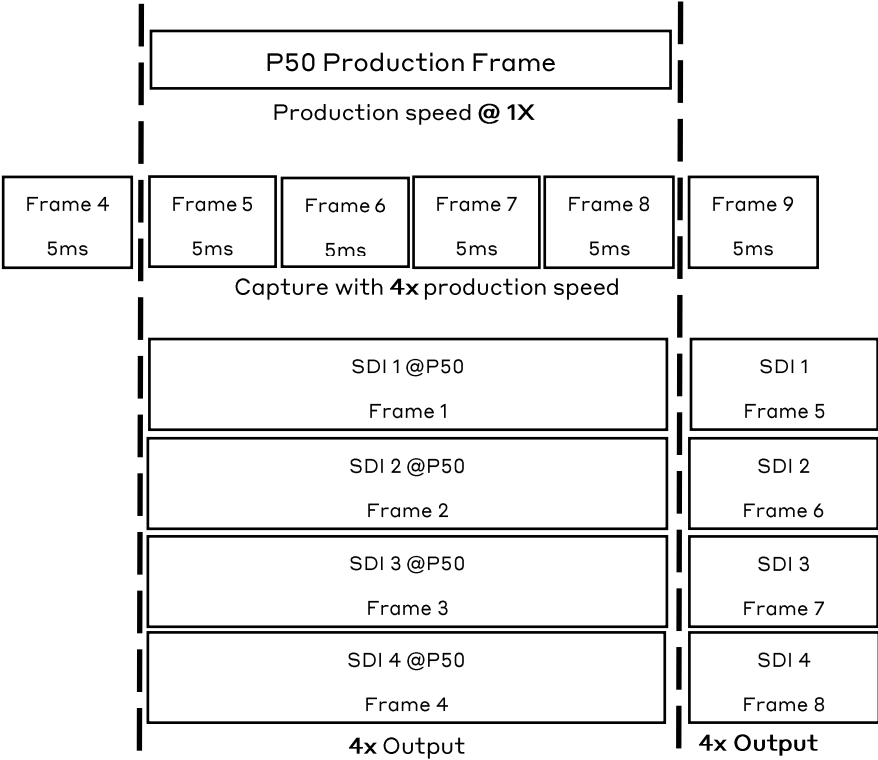 P50 Production Frame
Production speed @ 1X
Frame 4
5ms
Frame 5
5ms
Frame 6
5ms
Frame 7
5ms
Frame 8
5ms
Frame 9
5ms
Capture with 4x production speed
SDI 1 @P50
Frame 1
SDI 1
Frame 5
SDI 2 @P50
Frame 2
SDI 2
Frame 6
SDI 3 @P50
Frame 3
SDI 3
Frame 7
SDI 4 @P50
Frame 4
SDI 4
Frame 8
4x Output
4x Output